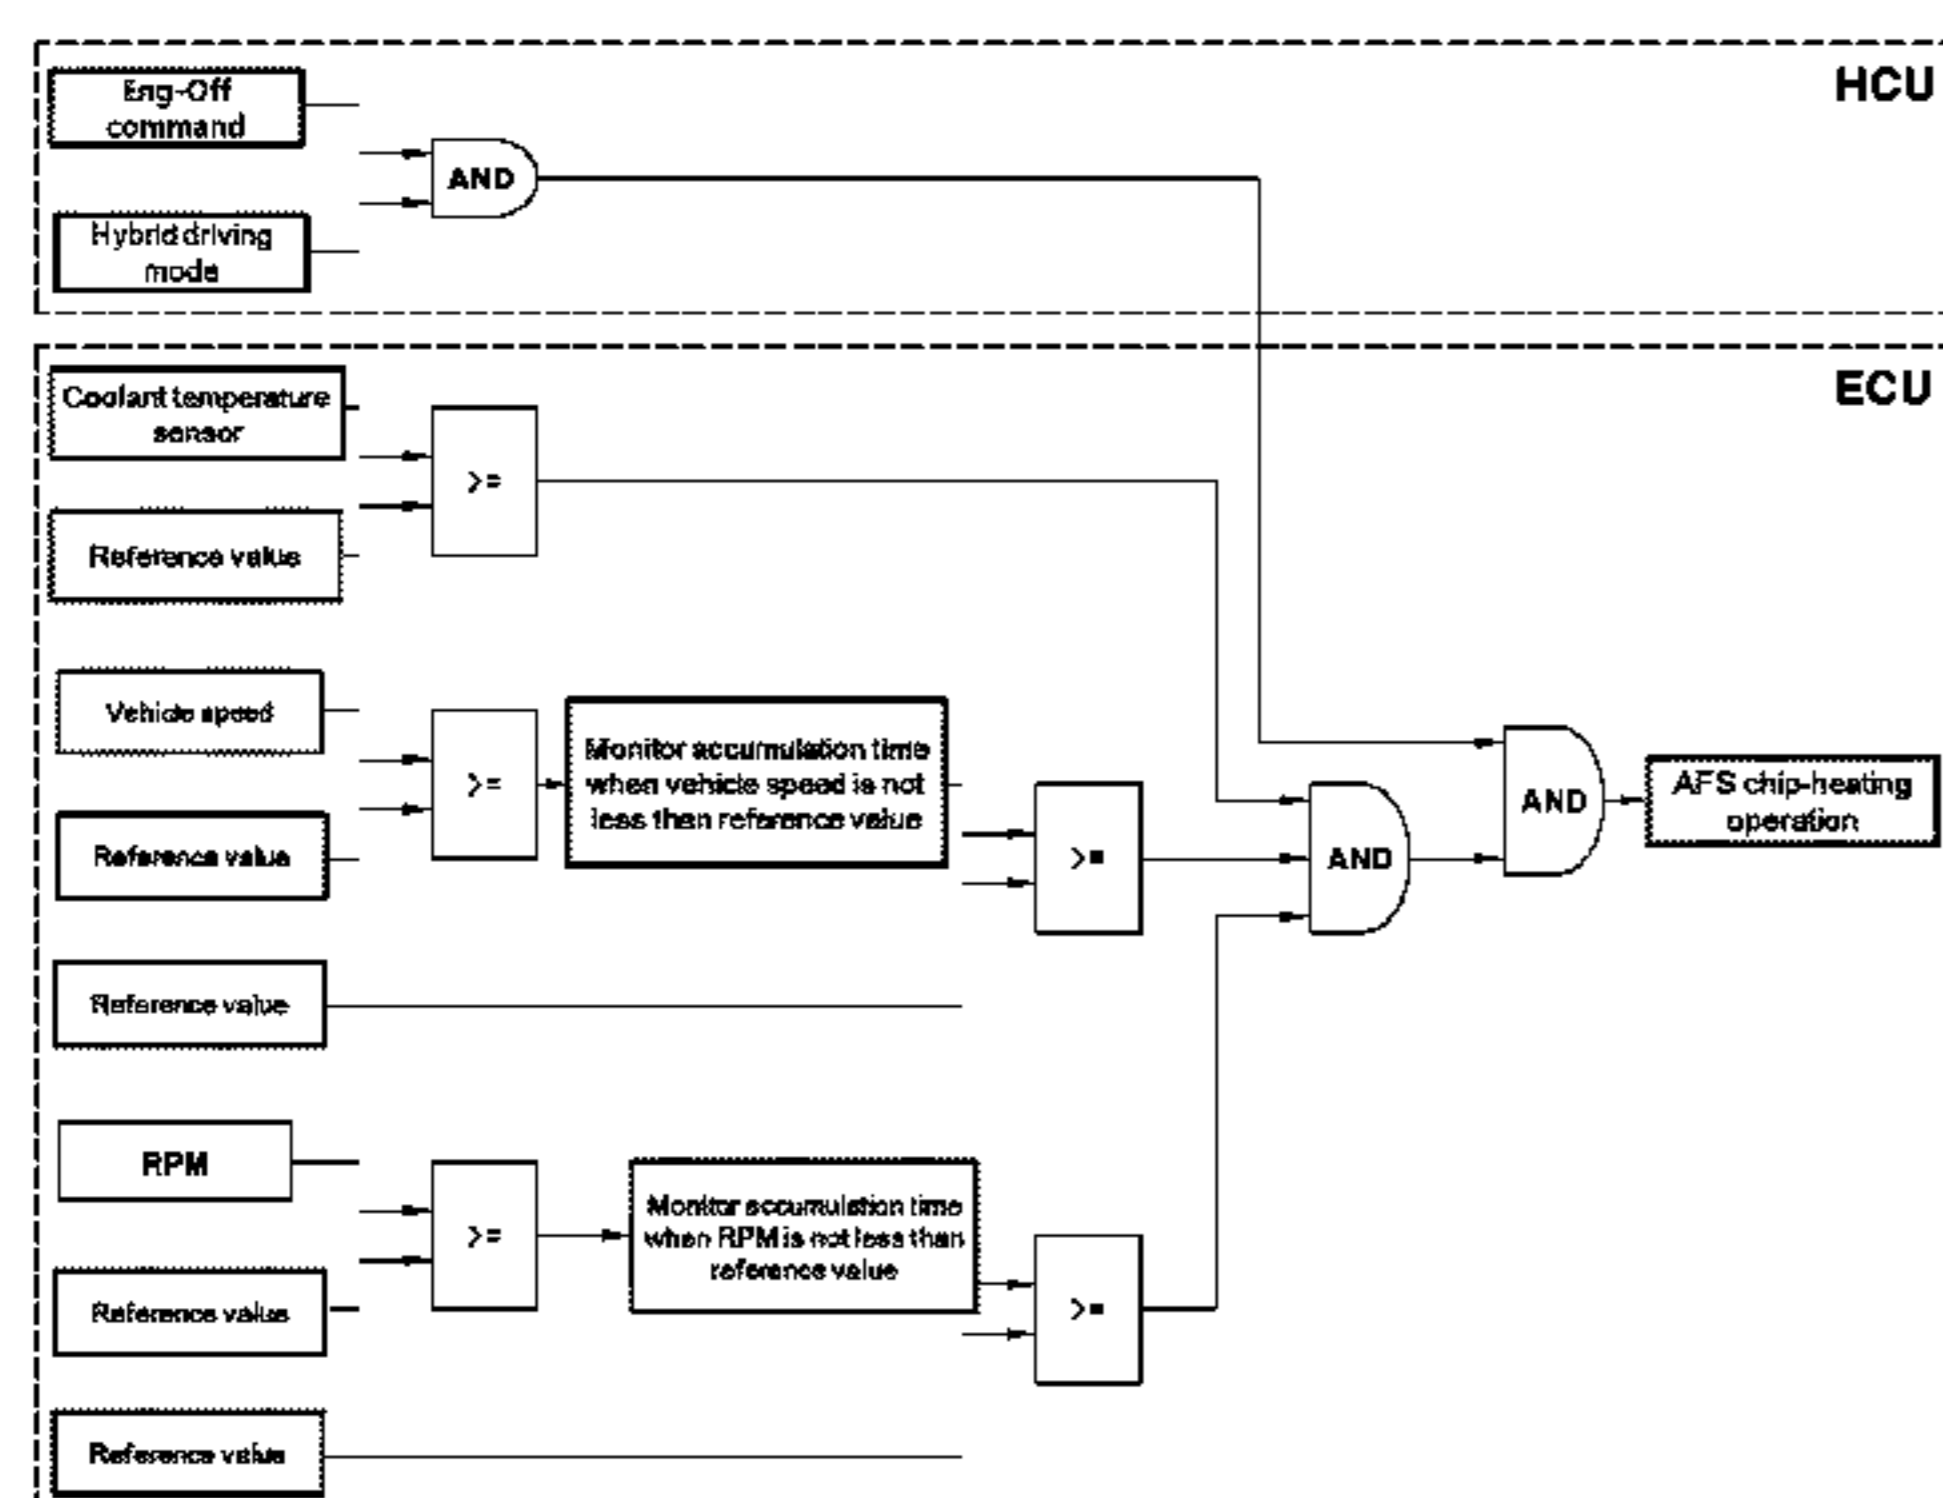 HCU
Eng-Off
command
AND
Hybrid driving
mode
ECU
Coolant temperature
sensor
>=
Reference value
Vehicle speed
>=
Monitor accumulation time
when vehicle speed is not
less than reference value
Reference value
>=
AND
AND
AFS chip-heating
operation
Reference value
RPM
>=
Monitor accumulation time
when RPM is not less than
reference value
>=
Reference value
Reference value